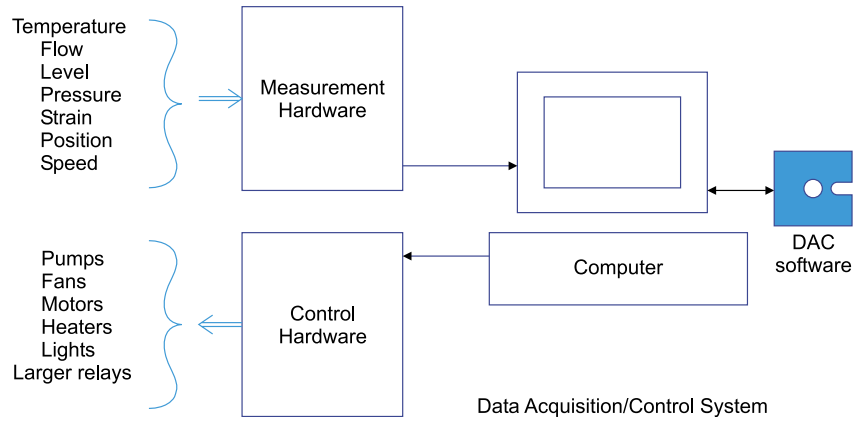 Temperature
Flow
Level
Pressure
Strain
Position
Speed
Measurement
Hardware
DAC
software
Pumps
Fans
Motors
Heaters
Lights
Larger relays
Control
Hardware
Computer
Data Acquisition/Control System